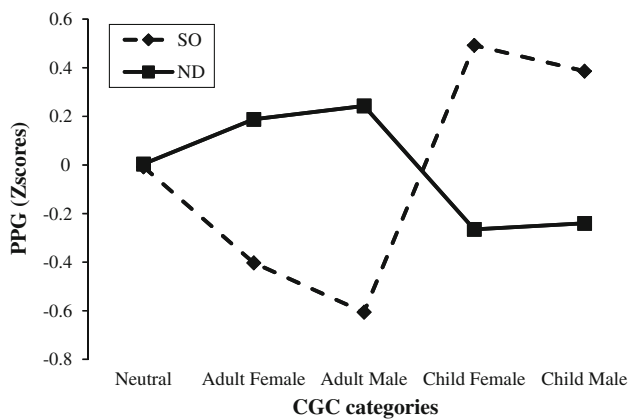 SO
ND
0.6
0.4
0.2
0
-0.2
-0.4
-0.6
-0.8
PPG (Zscores)
Neutral Adult Female Adult Male Child Female Child Male
CGC categories